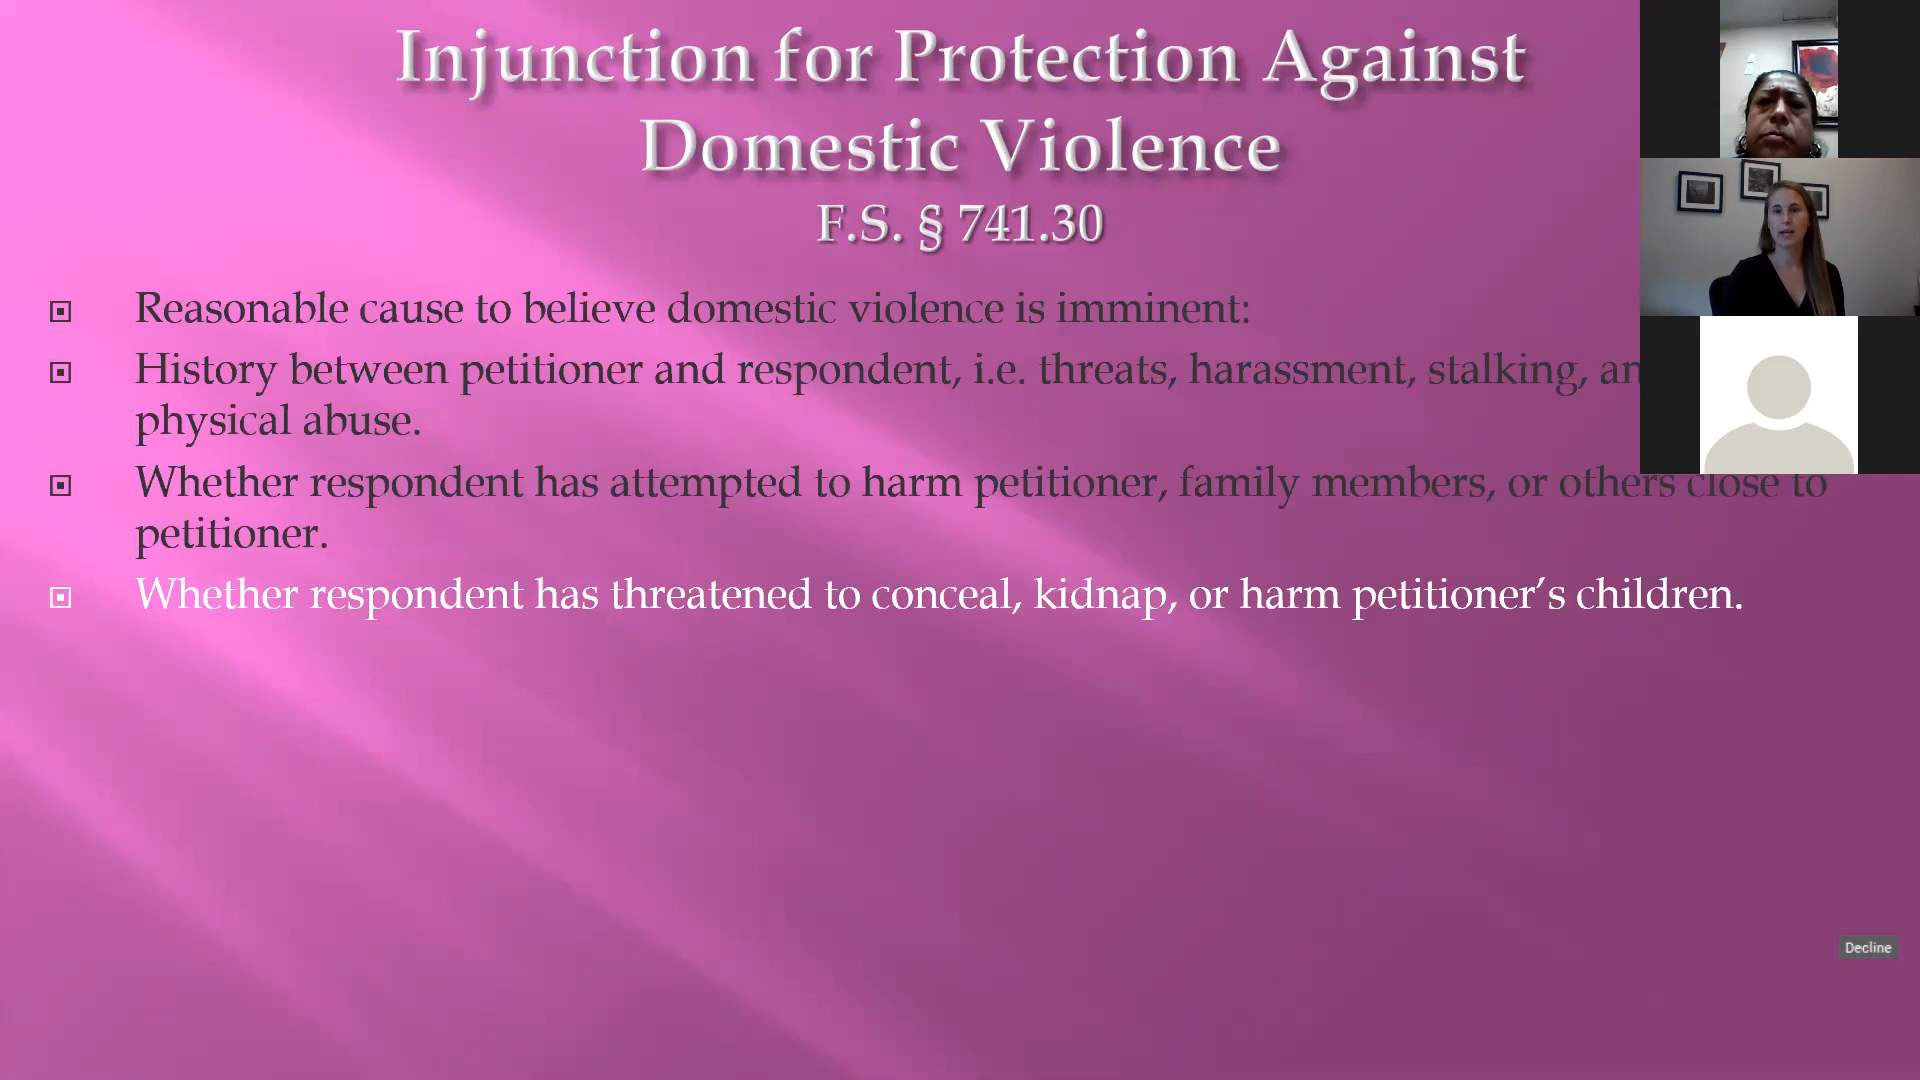 Injunction for Protection Against
Domestic Violence
F.S. § 741.30
Reasonable cause to believe domestic violence is imminent:
History between petitioner and respondent, i.e. threats, harassment, stalking,
physical abuse.
Whether respondent has attempted to harm petitioner, family members, or others close to
petitioner.
Whether respondent has threatened to conceal, kidnap, or harm petitioner’s children.
Decline